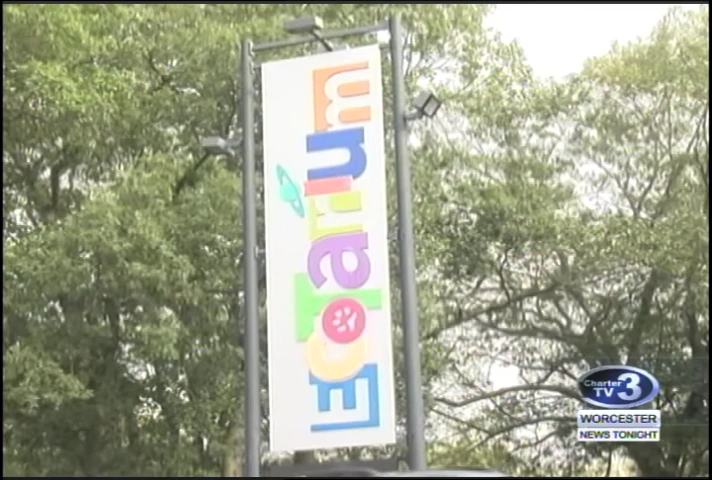 EcoTarium
Charter
TV 3
WORCESTER
NEWS TONIGHT